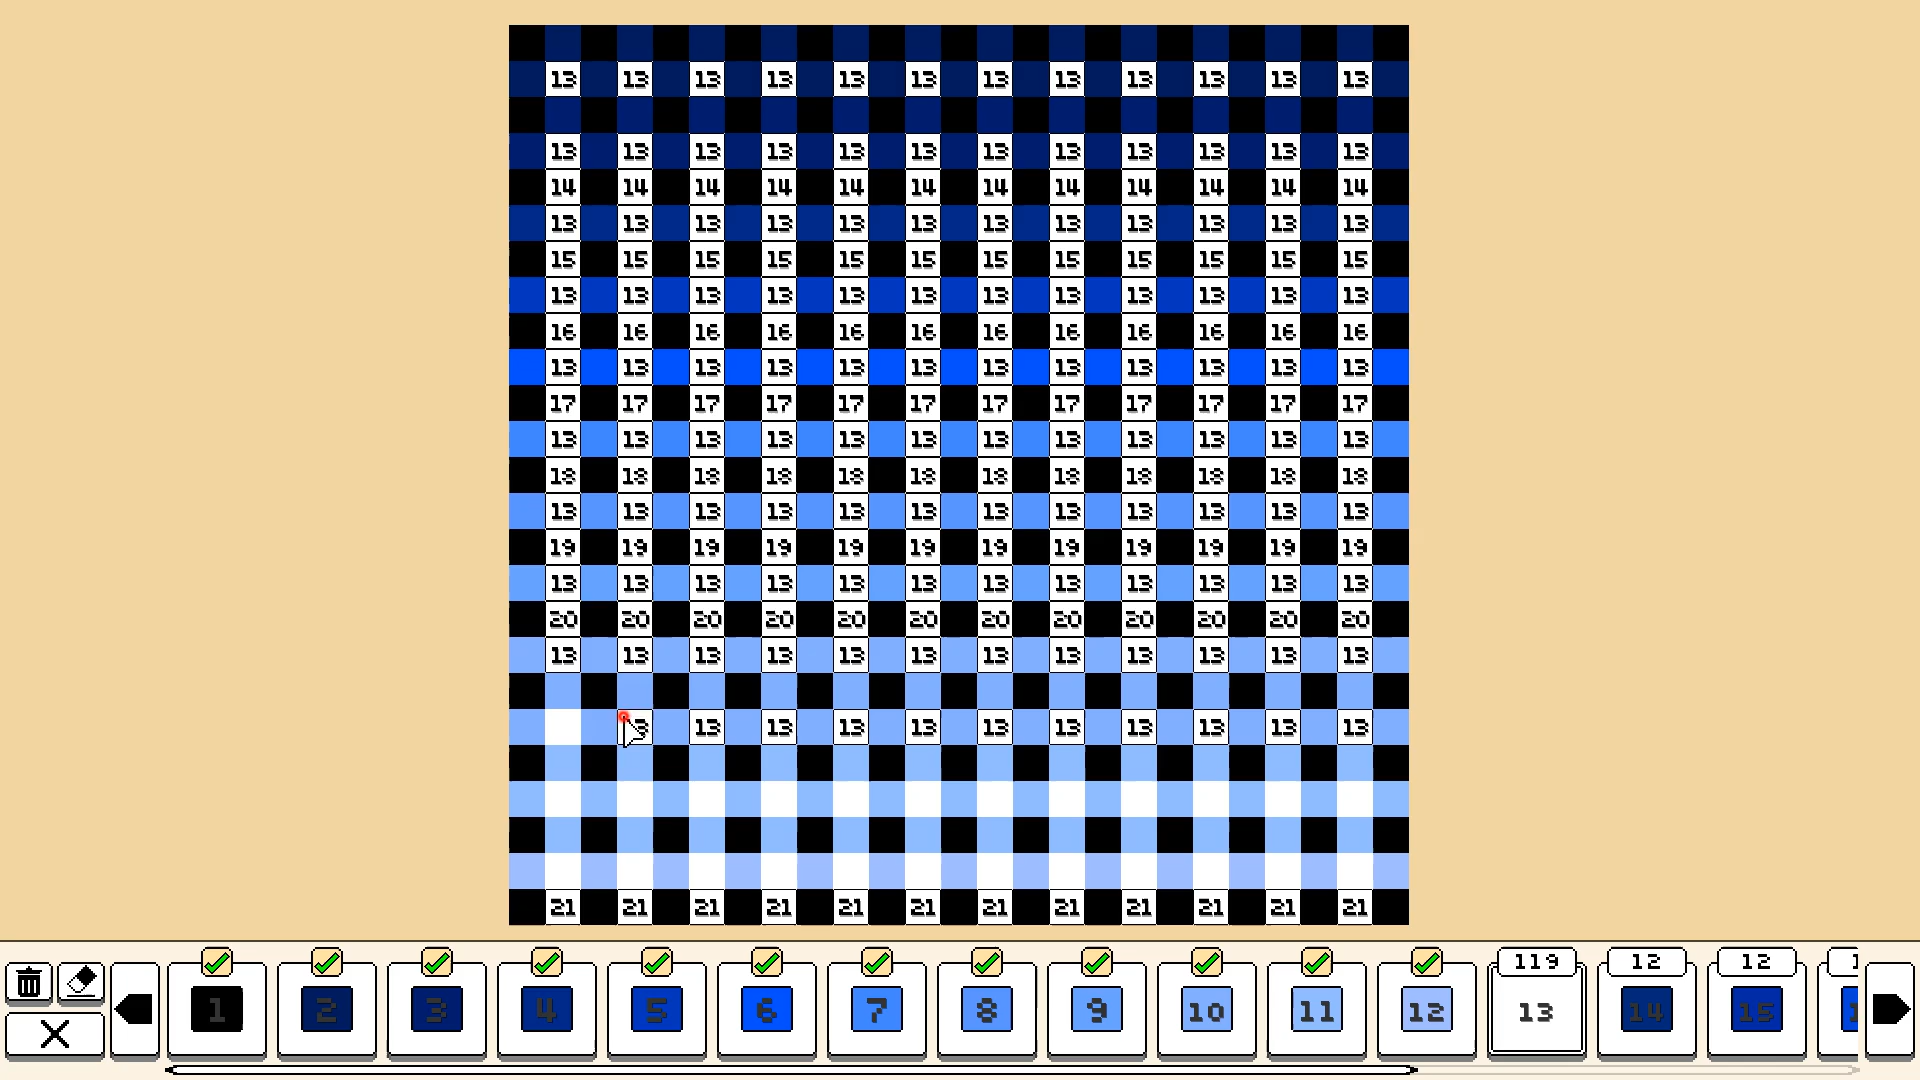 13 13 13 13 13 13 13 13 13 13 13 13
13 13 13 13 13 13 13 13 13 13 13 13
14 14 14 14 14 14 14 14 14 14 14 14
13 13 13 13 13 13 13 13 13 13 13 13
15 15 15 15 15 15 15 15 15 15 15 15
13 13 13 13 13 13 13 13 13 13 13 13
16 16 16 16 16 16 16 16 16 16 16 16
13 13 13 13 13 13 13 13 13 13 13 13
17 17 17 17 17 17 17 17 17 17 17 17
13 13 13 13 13 13 13 13 13 13 13 13
18 18 18 18 18 18 18 18 18 18 18 18
13 13 13 13 13 13 13 13 13 13 13 13
19 19 19 19 19 19 19 19 19 19 19 19
13 13 13 13 13 13 13 13 13 13 13 13
20 20 20 20 20 20 20 20 20 20 20 20
13 13 13 13 13 13 13 13 13 13 13 13
13 13 13 13 13 13 13 13 13 13
21 21 21 21 21 21 21 21 21 21 21 21
119 12 12
1 2 3 4 5 6 7 8 9 10 11 12 13 14 15